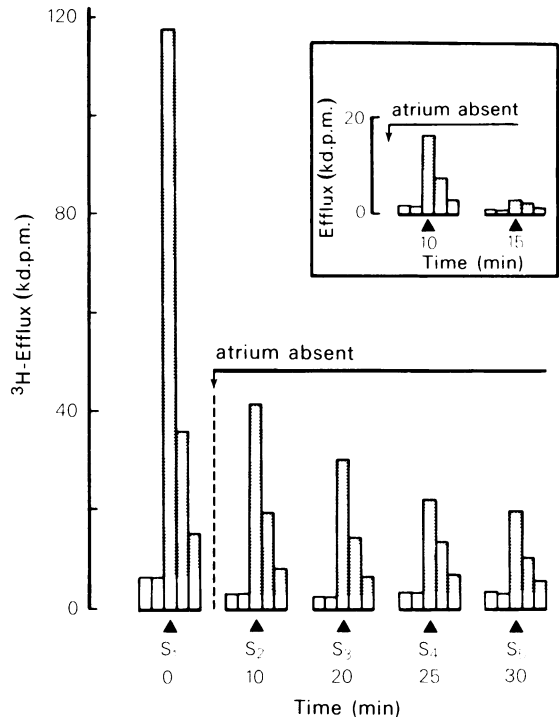 120
80
40
0
³H-Efflux (kd.p.m.)
atrium absent
20
0
Efflux (kd.p.m.)
10
15
Time (min)
atrium absent
S₂ S₃ S₄
0 10 20 25 30
Time (min)